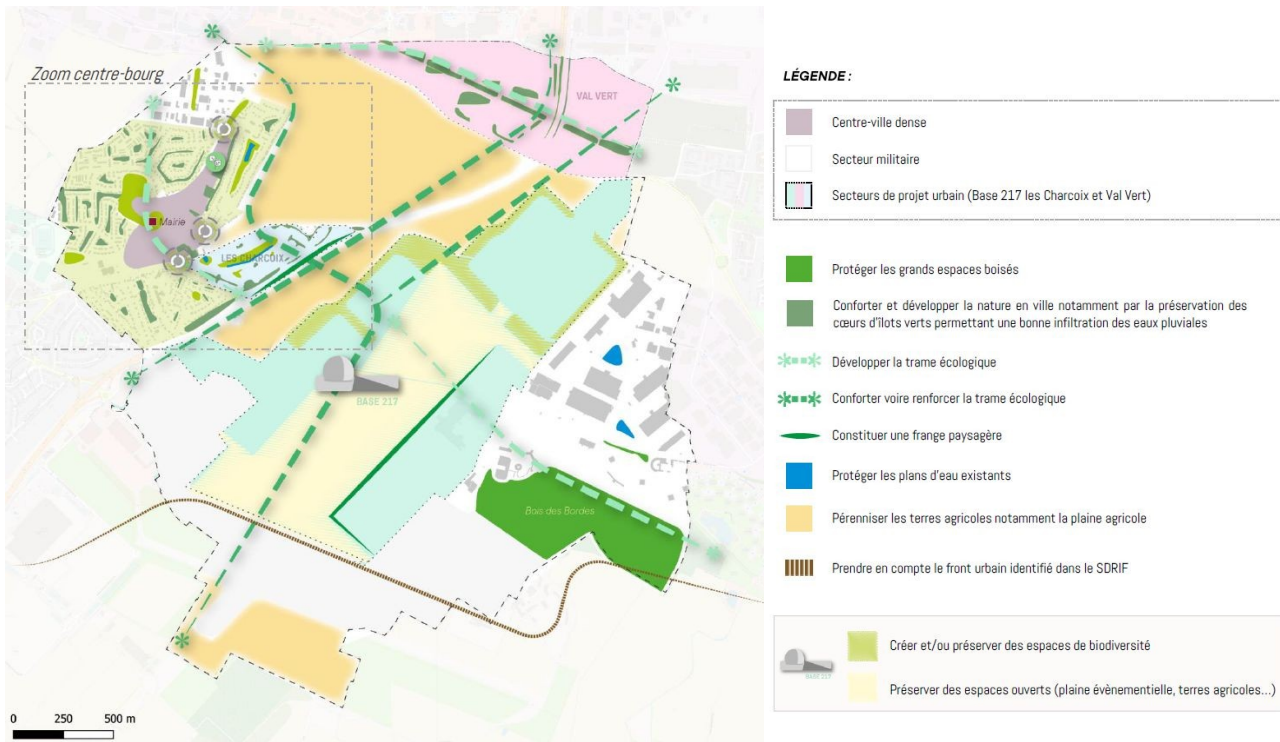 Zoom centre-bourg
VAL VERT
Mairie
LES CHARCOIX
BASE 217
Bois des Bordes
0 250 500 m
LÉGENDE :
Centre-ville dense
Secteur militaire
Secteurs de projet urbain (Base 217 les Charcoix et Val Vert)
Protéger les grands espaces boisés
Conforter et développer la nature en ville notamment par la préservation des
cœurs d'îlots verts permettant une bonne infiltration des eaux pluviales
Développer la trame écologique
Conforter voire renforcer la trame écologique
Constituer une frange paysagère
Protéger les plans d'eau existants
Pérenniser les terres agricoles notamment la plaine agricole
Prendre en compte le front urbain identifié dans le SDRIF
Créer et/ou préserver des espaces de biodiversité
BASE 217
Préserver des espaces ouverts (plaine évènementielle, terres agricoles...)